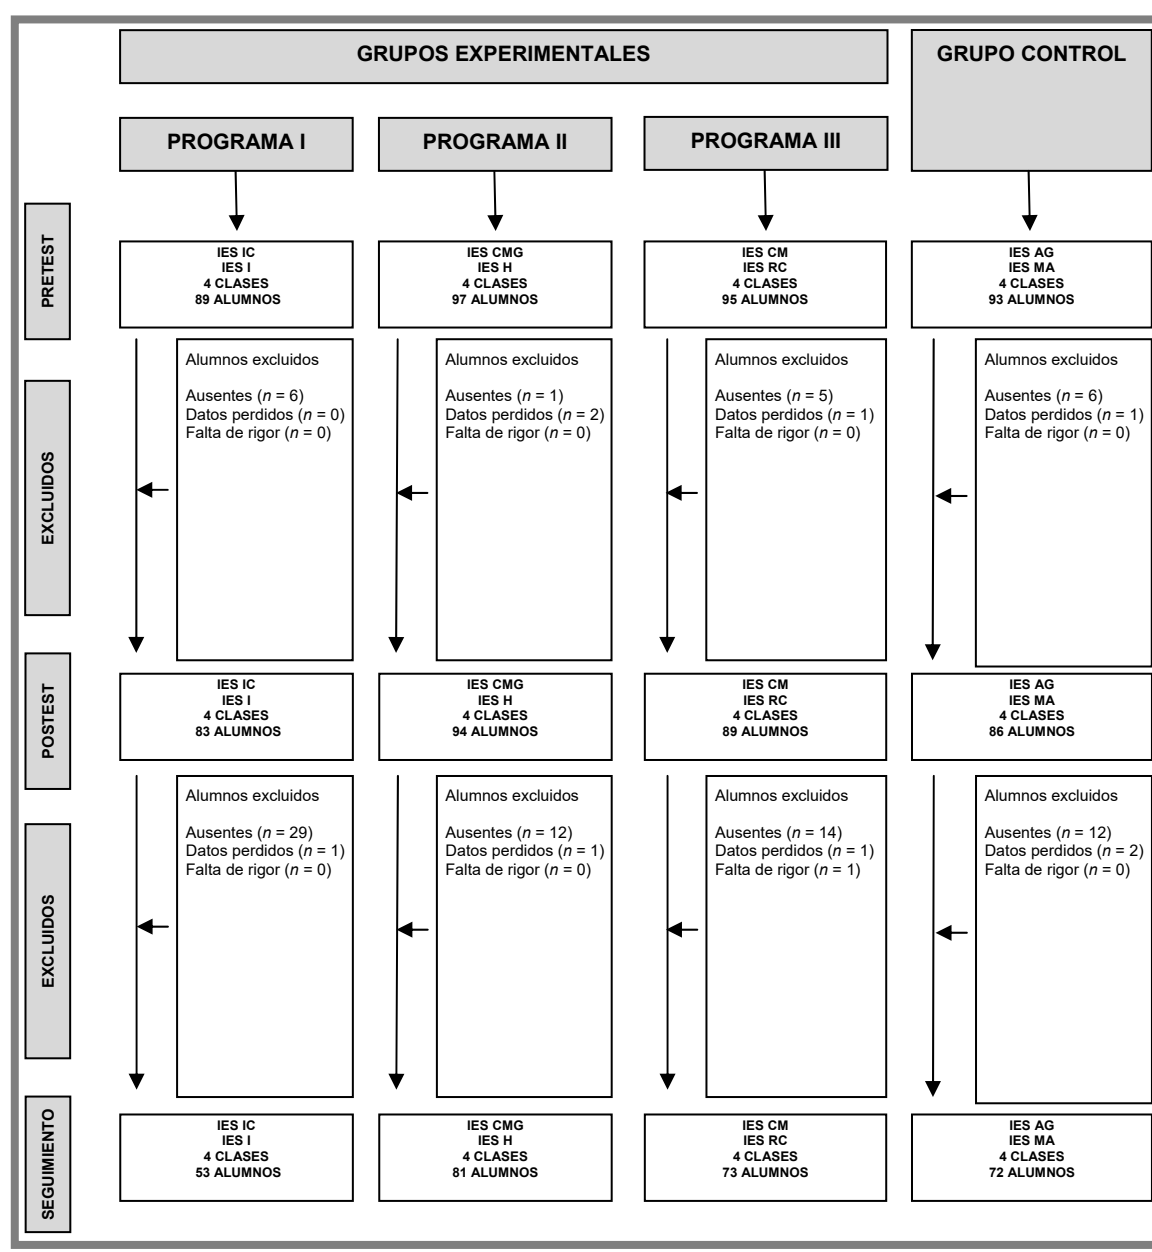 GRUPOS EXPERIMENTALES
GRUPO CONTROL
PROGRAMA I
PROGRAMA II
PROGRAMA III
PRETEST
IES IC
IES I
4 CLASES
89 ALUMNOS
IES CMG
IES H
4 CLASES
97 ALUMNOS
IES CM
IES RC
4 CLASES
95 ALUMNOS
IES AG
IES MA
4 CLASES
93 ALUMNOS
EXCLUIDOS
Alumnos excluidos
Ausentes (n = 6)
Datos perdidos (n = 0)
Falta de rigor (n = 0)
Alumnos excluidos
Ausentes (n = 1)
Datos perdidos (n = 2)
Falta de rigor (n = 0)
Alumnos excluidos
Ausentes (n = 5)
Datos perdidos (n = 1)
Falta de rigor (n = 0)
Alumnos excluidos
Ausentes (n = 6)
Datos perdidos (n = 1)
Falta de rigor (n = 0)
POSTEST
IES IC
IES I
4 CLASES
83 ALUMNOS
IES CMG
IES H
4 CLASES
94 ALUMNOS
IES CM
IES RC
4 CLASES
89 ALUMNOS
IES AG
IES MA
4 CLASES
86 ALUMNOS
EXCLUIDOS
Alumnos excluidos
Ausentes (n = 29)
Datos perdidos (n = 1)
Falta de rigor (n = 0)
Alumnos excluidos
Ausentes (n = 12)
Datos perdidos (n = 1)
Falta de rigor (n = 0)
Alumnos excluidos
Ausentes (n = 14)
Datos perdidos (n = 1)
Falta de rigor (n = 1)
Alumnos excluidos
Ausentes (n = 12)
Datos perdidos (n = 2)
Falta de rigor (n = 0)
SEGUIMIENTO
IES IC
IES I
4 CLASES
53 ALUMNOS
IES CMG
IES H
4 CLASES
81 ALUMNOS
IES CM
IES RC
4 CLASES
73 ALUMNOS
IES AG
IES MA
4 CLASES
72 ALUMNOS